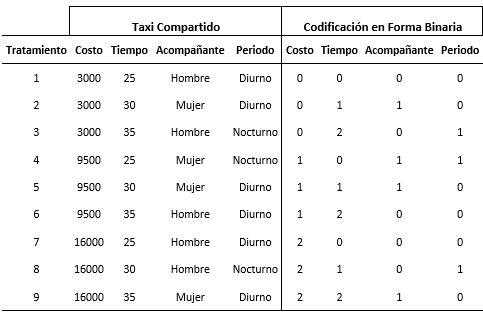 Taxi Compartido Codificación en Forma Binaria
Tratamiento Costo Tiempo Acompañante Periodo Costo Tiempo Acompañante Periodo
1 3000 25 Hombre Diurno 0 0 0 0
2 3000 30 Mujer Diurno 0 1 1 0
3 3000 35 Hombre Nocturno 0 2 0 1
4 9500 25 Mujer Nocturno 1 0 1 1
5 9500 30 Mujer Diurno 1 1 1 0
6 9500 35 Hombre Diurno 1 2 0 0
7 16000 25 Hombre Diurno 2 0 0 0
8 16000 30 Hombre Nocturno 2 1 0 1
9 16000 35 Mujer Diurno 2 2 1 0